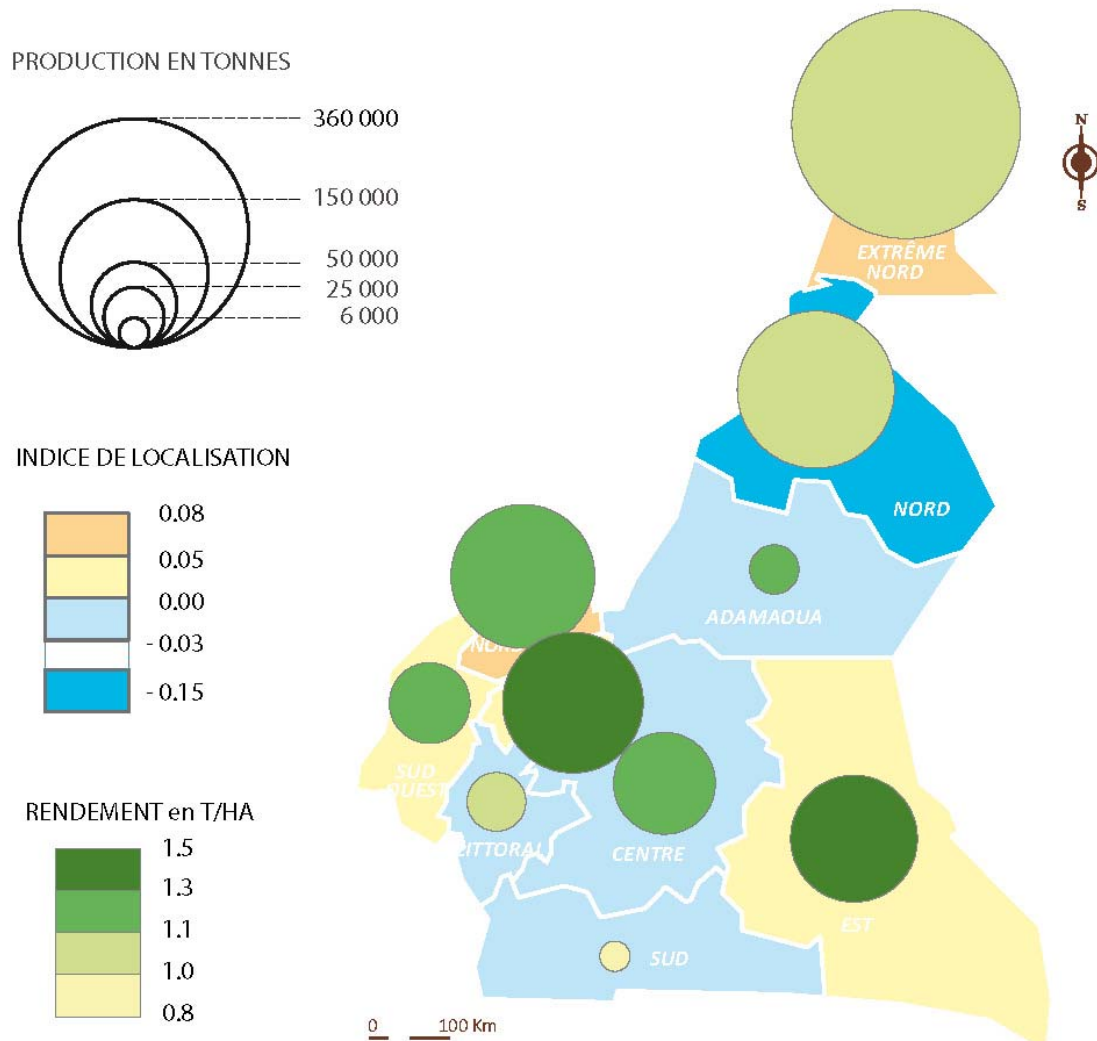 PRODUCTION EN TONNES
360 000
150 000
50 000
25 000
6 000
INDICE DE LOCALISATION
0.08
0.05
0.00
- 0.03
- 0.15
RENDEMENT en T/HA
1.5
1.3
1.1
1.0
0.8
N
S
EXTRÊME
NORD
NORD
ADAMAOUA
NORD
SUD
OUEST
LITTORAL
CENTRE
EST
SUD
0 100 Km